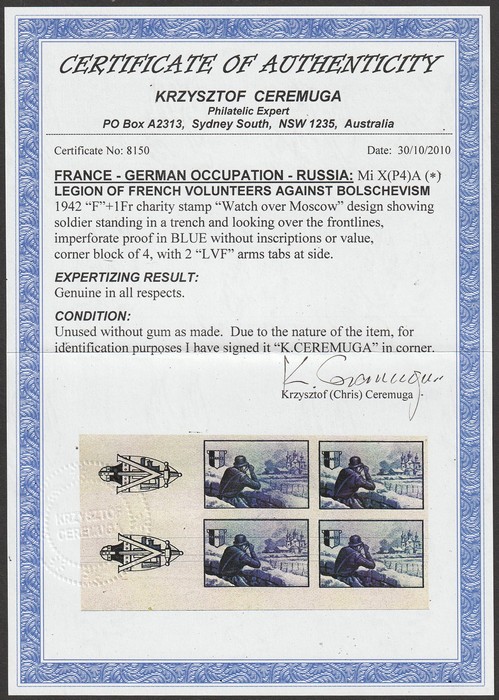 CERTIFICATE OF AUTHENTICITY
KRZYSZTOF CEREMUGA
Philatelic Expert
PO Box A2313, Sydney South, NSW 1235, Australia
Certificate No: 8150 Date: 30/10/2010
FRANCE - GERMAN OCCUPATION - RUSSIA: Mi X(P4)A (*)
LEGION OF FRENCH VOLUNTEERS AGAINST BOLSCHEVISM
1942 "F"+1Fr charity stamp "Watch over Moscow" design showing
soldier standing in a trench and looking over the frontlines,
imperforate proof in BLUE without inscriptions or value,
corner block of 4, with 2 "LVF" arms tabs at side.
EXPERTIZING RESULT:
Genuine in all respects.
CONDITION:
Unused without gum as made. Due to the nature of the item, for
identification purposes I have signed it "K.CEREMUGA" in corner.
K. Ceremuga
Krzysztof (Chris) Ceremuga
KRZYSZTO
CEREMUGA